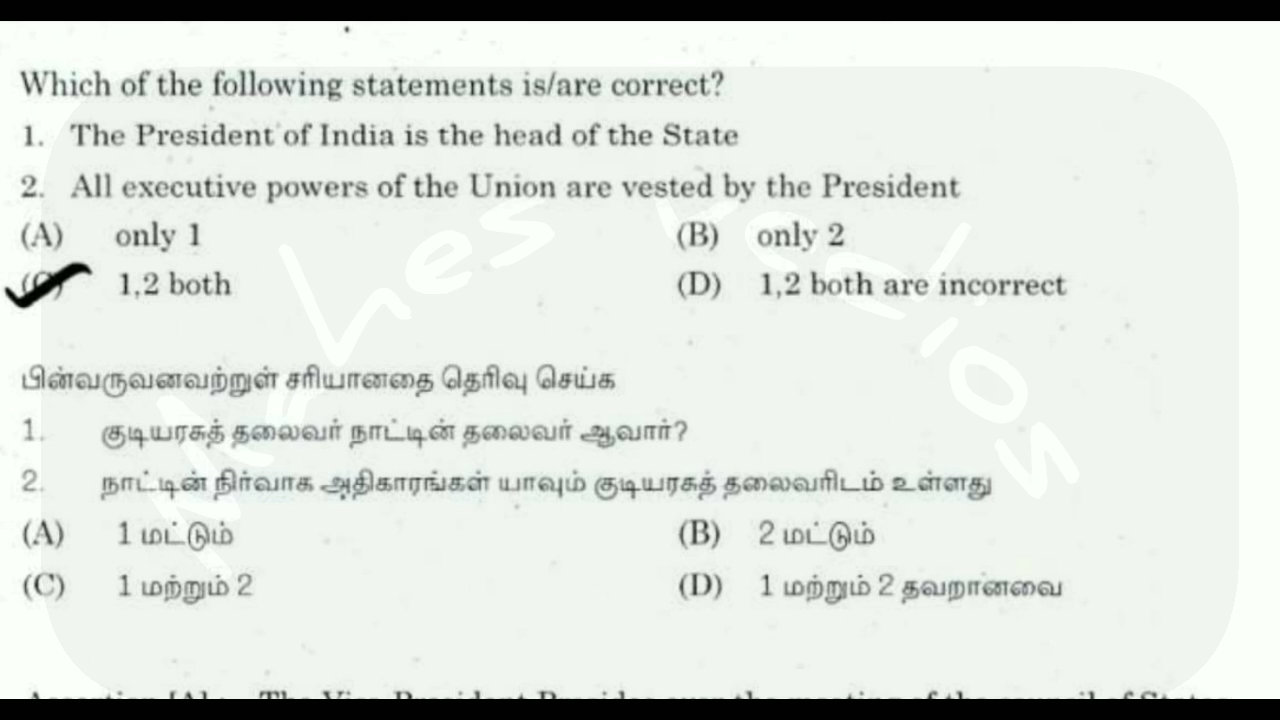 Which of the following statements is/are correct?
1. The President of India is the head of the State
2. All executive powers of the Union are vested by the President
(A) only 1 (B) only 2
(C) 1,2 both (D) 1,2 both are incorrect
பின்வருவனவற்றுள் சரியானதை தெரிவு செய்க
1. குடியரசுத் தலைவர் நாட்டின் தலைவர் ஆவார்?
2. நாட்டின் நிர்வாக அதிகாரங்கள் யாவும் குடியரசுத் தலைவரிடம் உள்ளது
(A) 1 மட்டும் (B) 2 மட்டும்
(C) 1 மற்றும் 2 (D) 1 மற்றும் 2 தவறானவை